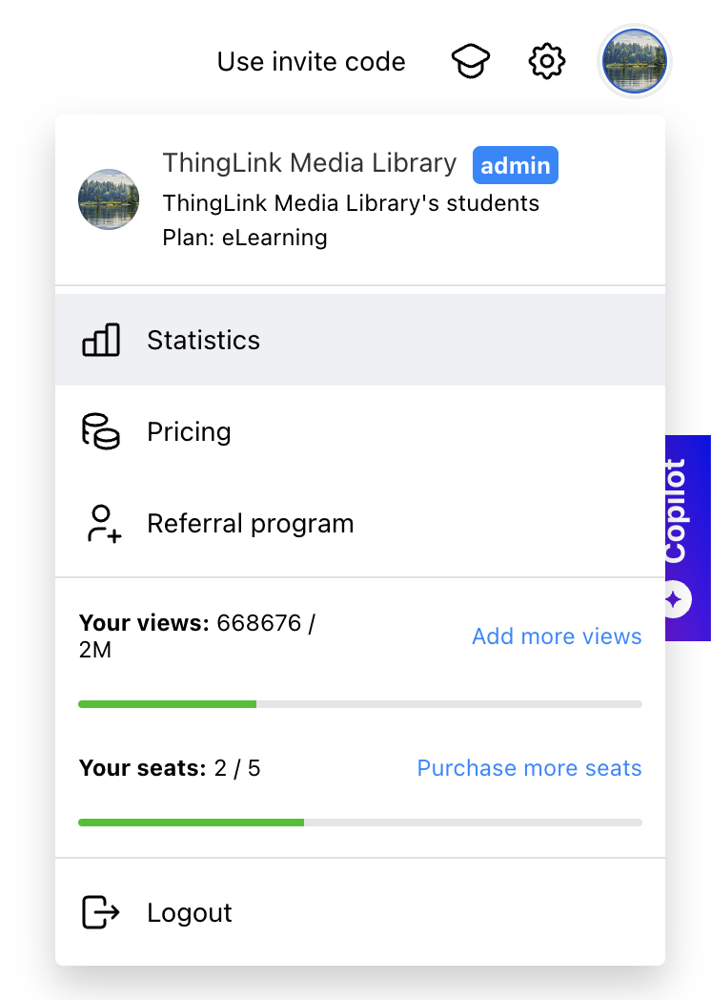 Use invite code
ThingLink Media Library admin
ThingLink Media Library's students
Plan: eLearning
Statistics
Pricing
Copilot
Referral program
Your views: 668676 /
2M
Add more views
Your seats: 2 / 5
Purchase more seats
Logout